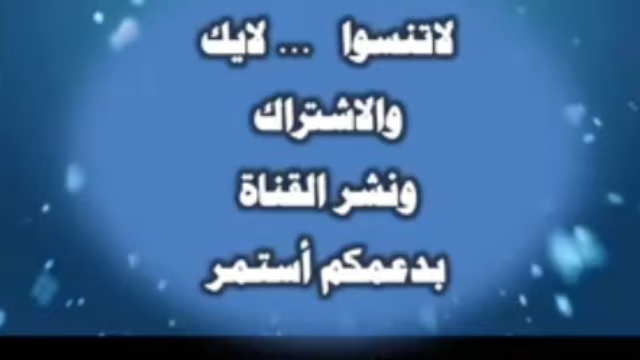 لاتنسوا ... لايك
والاشتراك
ونشر القناة
بدعمكم أستمر